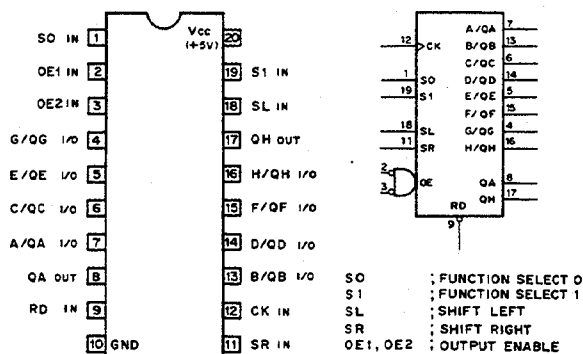 SO IN 1
OE1 IN 2
OE2 IN 3
G/QG I/O 4
E/QE I/O 5
C/QC I/O 6
A/QA I/O 7
QA OUT 8
RD IN 9
10 GND
Vcc 20
(+5V)
19 S1 IN
18 SL IN
17 QH OUT
16 H/QH I/O
15 F/QF I/O
14 D/QD I/O
13 B/QB I/O
12 CK IN
11 SR IN
12 CK
1 SO
19 S1
18 SL
11 SR
2
3 OE
RD
9
A/QA 7
B/QB 13
C/QC 6
D/QD 14
E/QE 5
F/QF 15
G/QG 4
H/QH 16
QA 8
QH 17
SO ; FUNCTION SELECT 0
S1 ; FUNCTION SELECT 1
SL ; SHIFT LEFT
SR ; SHIFT RIGHT
OE1, OE2 ; OUTPUT ENABLE